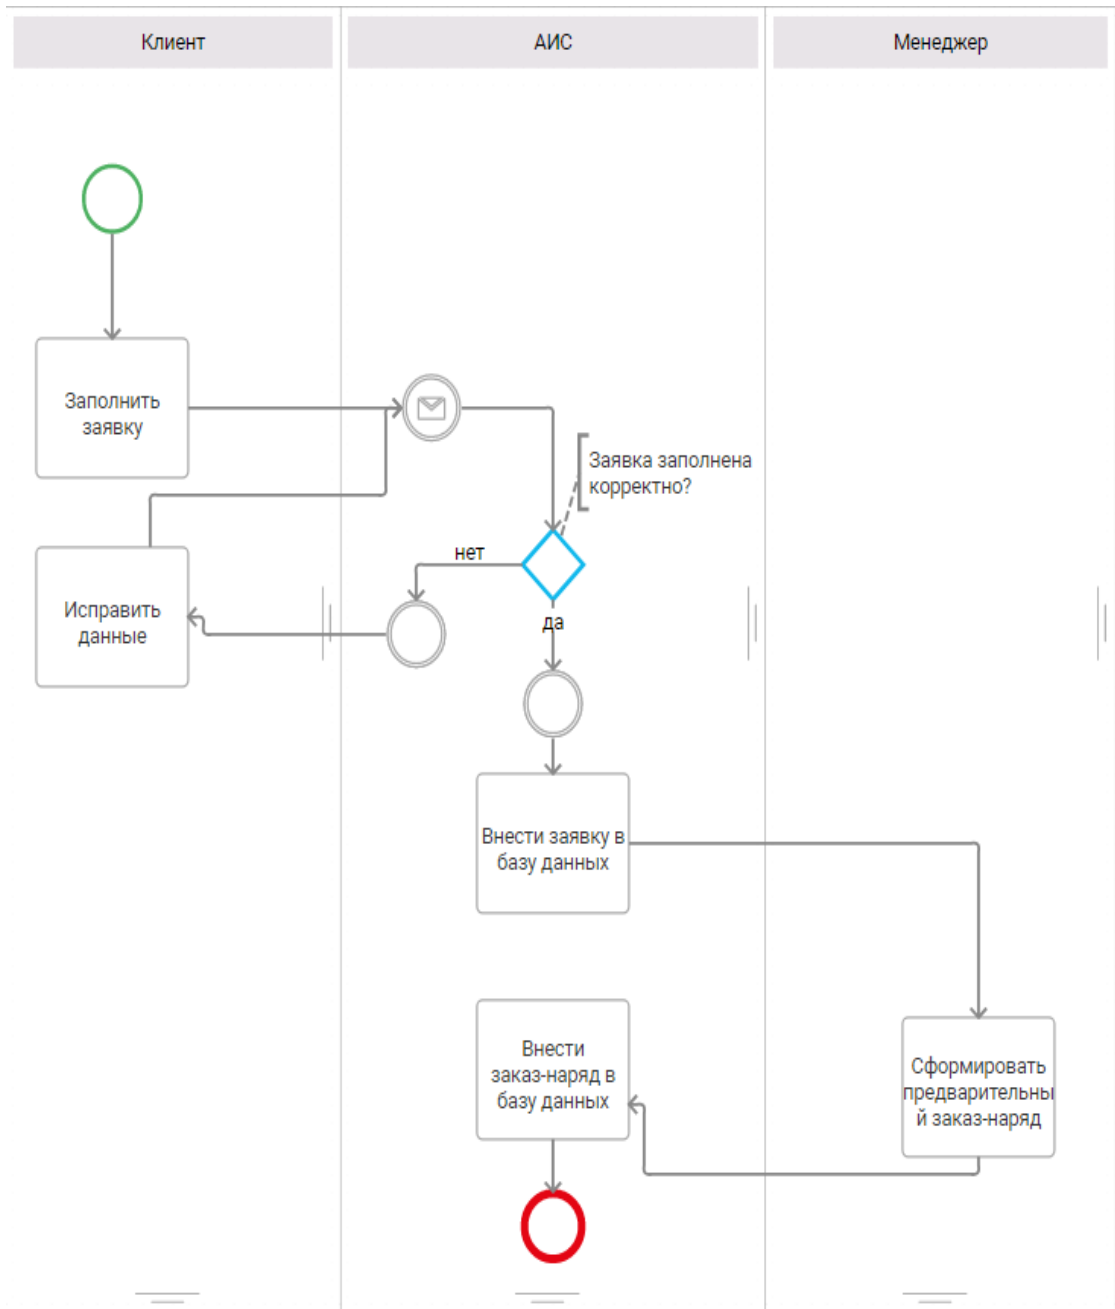 Клиент
АИС
Менеджер
Заполнить
заявку
Заявка заполнена
корректно?
нет
Исправить
данные
да
Внести заявку в
базу данных
Внести
заказ-наряд в
базу данных
Сформировать
предварительны
й заказ-наряд